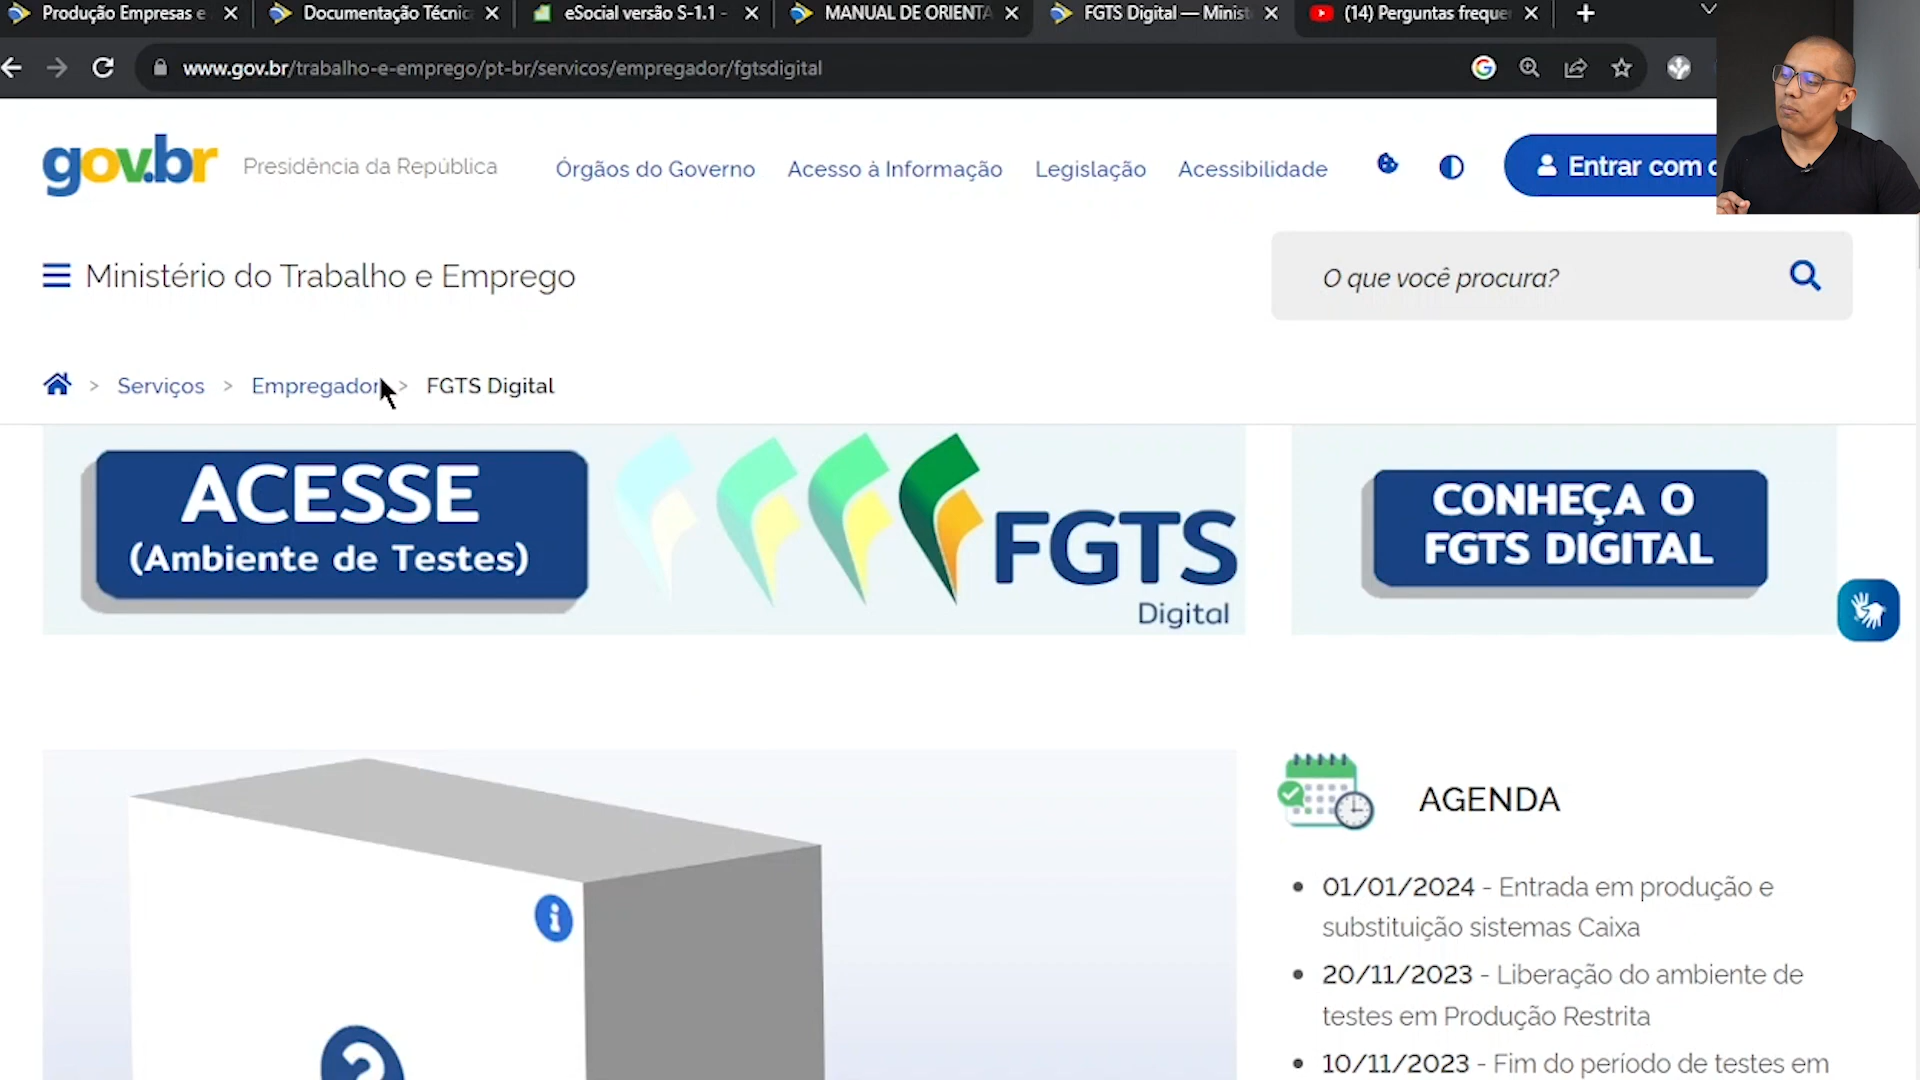 Produção Empresas e
Documentação Técnic
eSocial versão S-1.1 -
MANUAL DE ORIENTA
FGTS Digital — Minist
(14) Perguntas freque
www.gov.br/trabalho-e-emprego/pt-br/servicos/empregador/fgtsdigital
gov.br
Presidência da República
Órgãos do Governo
Acesso à Informação
Legislação
Acessibilidade
Entrar com
Ministério do Trabalho e Emprego
O que você procura?
> Serviços > Empregador > FGTS Digital
ACESSE
(Ambiente de Testes)
FGTS
Digital
CONHEÇA O
FGTS DIGITAL
AGENDA
• 01/01/2024 - Entrada em produção e
substituição sistemas Caixa
• 20/11/2023 - Liberação do ambiente de
testes em Produção Restrita
• 10/11/2023 - Fim do período de testes em